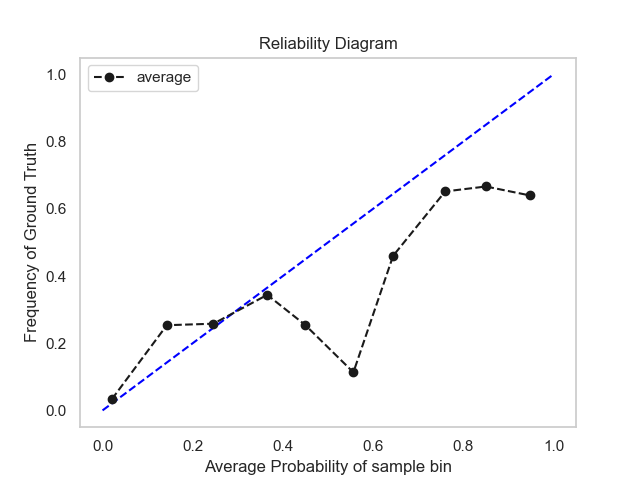 Reliability Diagram
average
Frequency of Ground Truth
1.0
0.8
0.6
0.4
0.2
0.0
0.0 0.2 0.4 0.6 0.8 1.0
Average Probability of sample bin